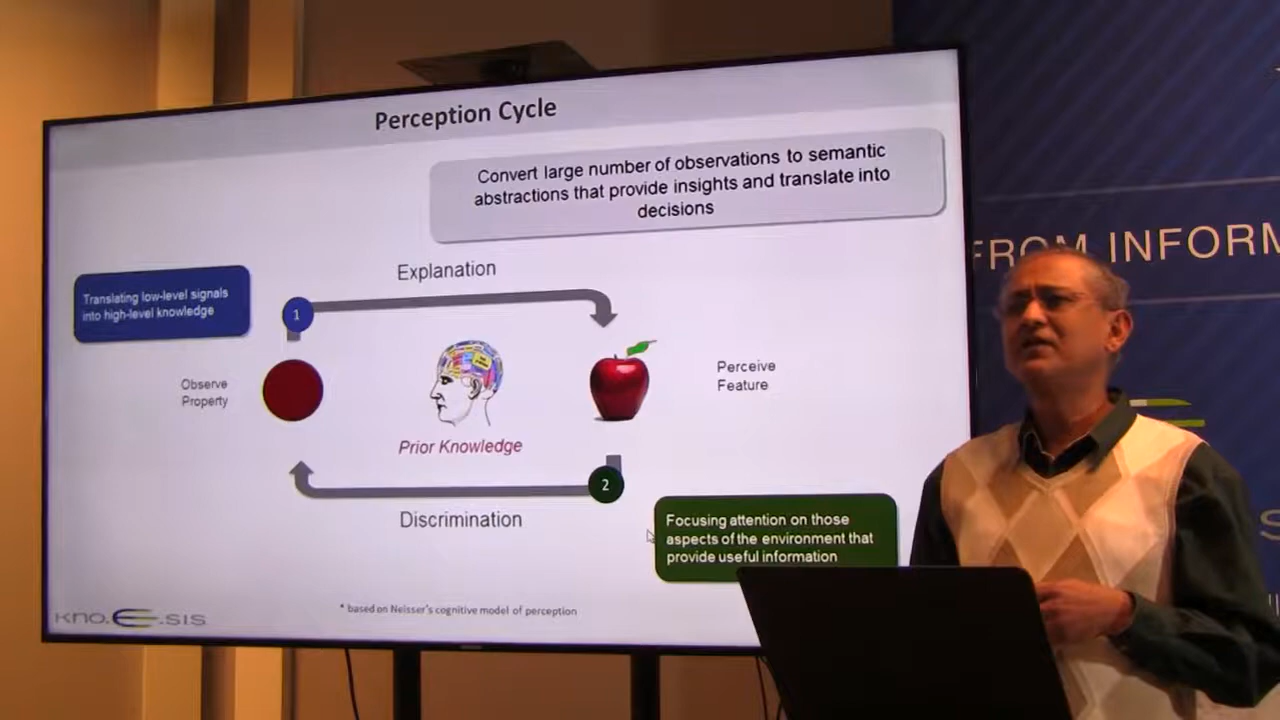 Perception Cycle
Convert large number of observations to semantic
abstractions that provide insights and translate into
decisions
FROM INFORM
Explanation
Translating low-level signals
into high-level knowledge
1
Observe
Property
Perceive
Feature
Prior Knowledge
2
Discrimination
Focusing attention on those
aspects of the environment that
provide useful information
* based on Neisser's cognitive model of perception
kno.E.sis